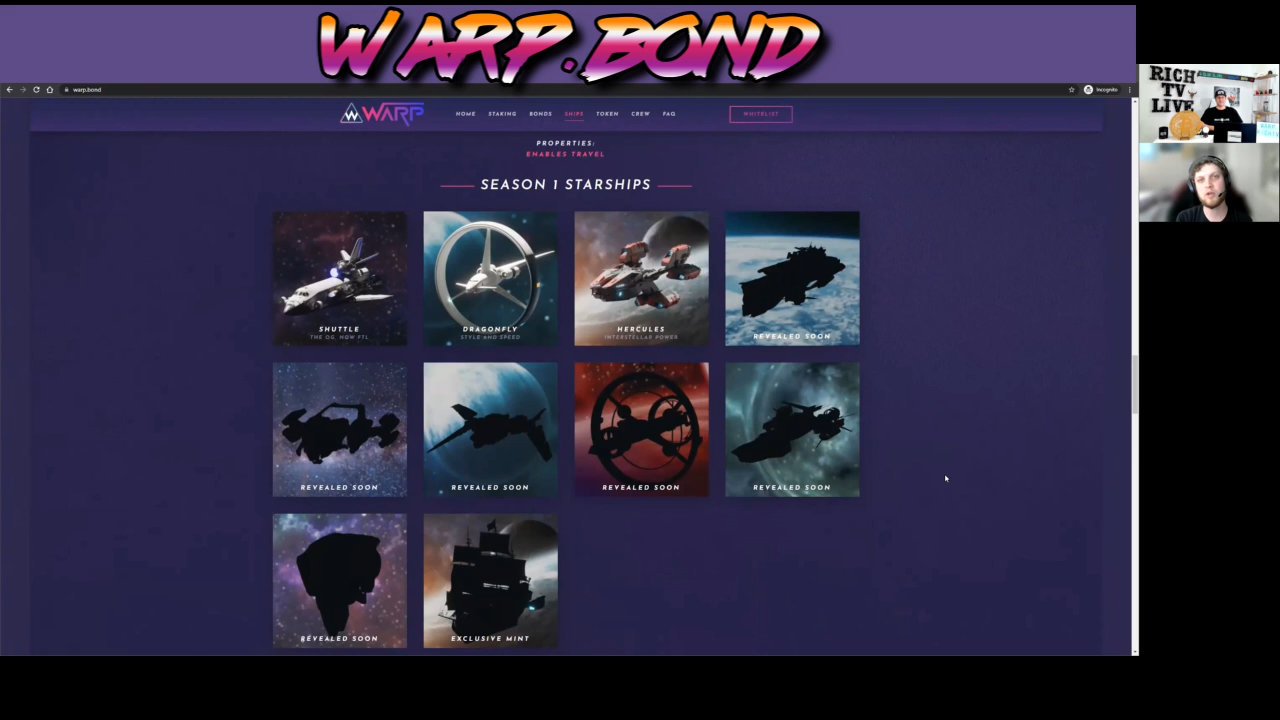 WARP.BOND
warp.bond
Incognito
WARP
HOME STAKING BONDS SHIPS TOKEN CREW FAQ
WHITELIST
PROPERTIES:
ENABLES TRAVEL
SEASON 1 STARSHIPS
SHUTTLE
THE OG, NOW FTL
DRAGONFLY
STYLE AND SPEED
HERCULES
INTERSTELLAR POWER
REVEALED SOON
REVEALED SOON
REVEALED SOON
REVEALED SOON
REVEALED SOON
REVEALED SOON
EXCLUSIVE MINT
RICH
TV
LIVE